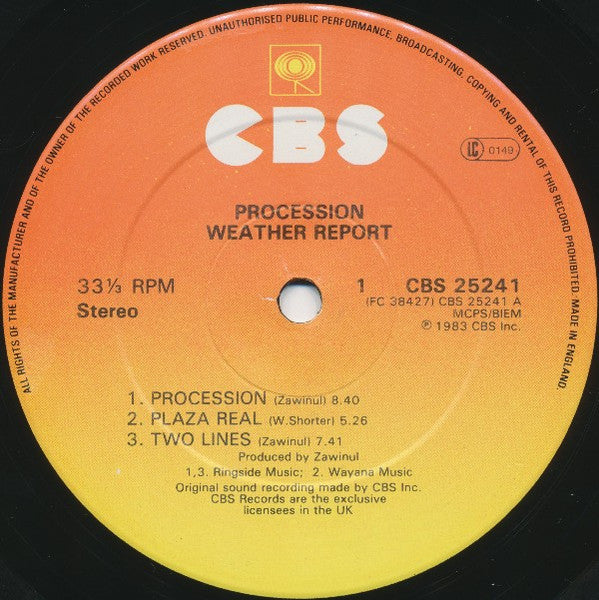 ALL RIGHTS OF THE MANUFACTURER AND OF THE OWNER OF THE RECORDED WORK RESERVED. UNAUTHORISED PUBLIC PERFORMANCE, BROADCASTING, COPYING AND RENTAL OF THIS RECORD PROHIBITED. MADE IN ENGLAND.
CBS
LC 0149
PROCESSION
WEATHER REPORT
33⅓ RPM 1 CBS 25241
Stereo (FC 38427) CBS 25241 A
MCPS/BIEM
℗ 1983 CBS Inc.
1. PROCESSION (Zawinul) 8.40
2. PLAZA REAL (W.Shorter) 5.26
3. TWO LINES (Zawinul) 7.41
Produced by Zawinul
1,3. Ringside Music; 2. Wayana Music
Original sound recording made by CBS Inc.
CBS Records are the exclusive
licensees in the UK